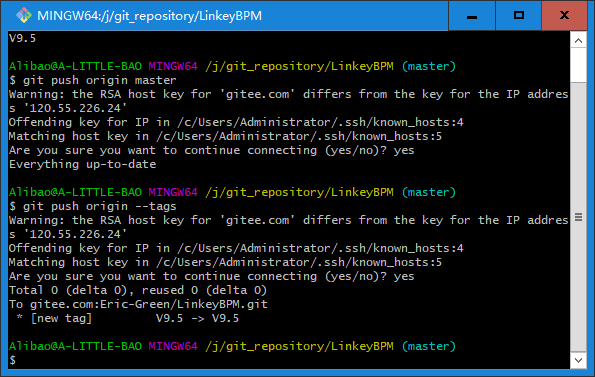 MINGW64:/j/git_repository/LinkeyBPM
V9.5
Alibao@A-LITTLE-BAO MINGW64 /j/git_repository/LinkeyBPM (master)
$ git push origin master
Warning: the RSA host key for 'gitee.com' differs from the key for the IP addres
s '120.55.226.24'
Offending key for IP in /c/Users/Administrator/.ssh/known_hosts:4
Matching host key in /c/Users/Administrator/.ssh/known_hosts:5
Are you sure you want to continue connecting (yes/no)? yes
Everything up-to-date
Alibao@A-LITTLE-BAO MINGW64 /j/git_repository/LinkeyBPM (master)
$ git push origin --tags
Warning: the RSA host key for 'gitee.com' differs from the key for the IP addres
s '120.55.226.24'
Offending key for IP in /c/Users/Administrator/.ssh/known_hosts:4
Matching host key in /c/Users/Administrator/.ssh/known_hosts:5
Are you sure you want to continue connecting (yes/no)? yes
Total 0 (delta 0), reused 0 (delta 0)
To gitee.com:Eric-Green/LinkeyBPM.git
 * [new tag]         V9.5 -> V9.5
Alibao@A-LITTLE-BAO MINGW64 /j/git_repository/LinkeyBPM (master)
$